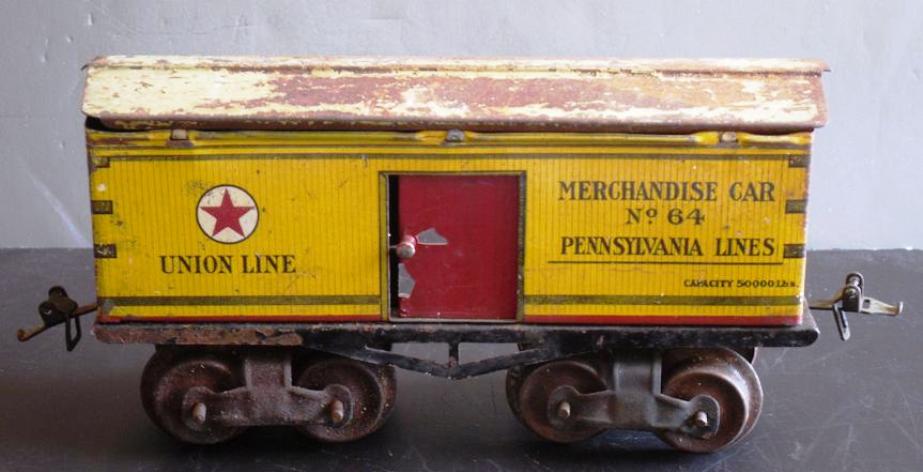 UNION LINE
MERCHANDISE CAR
Nº 64
PENNSYLVANIA LINES
CAPACITY 50000 Lbs.